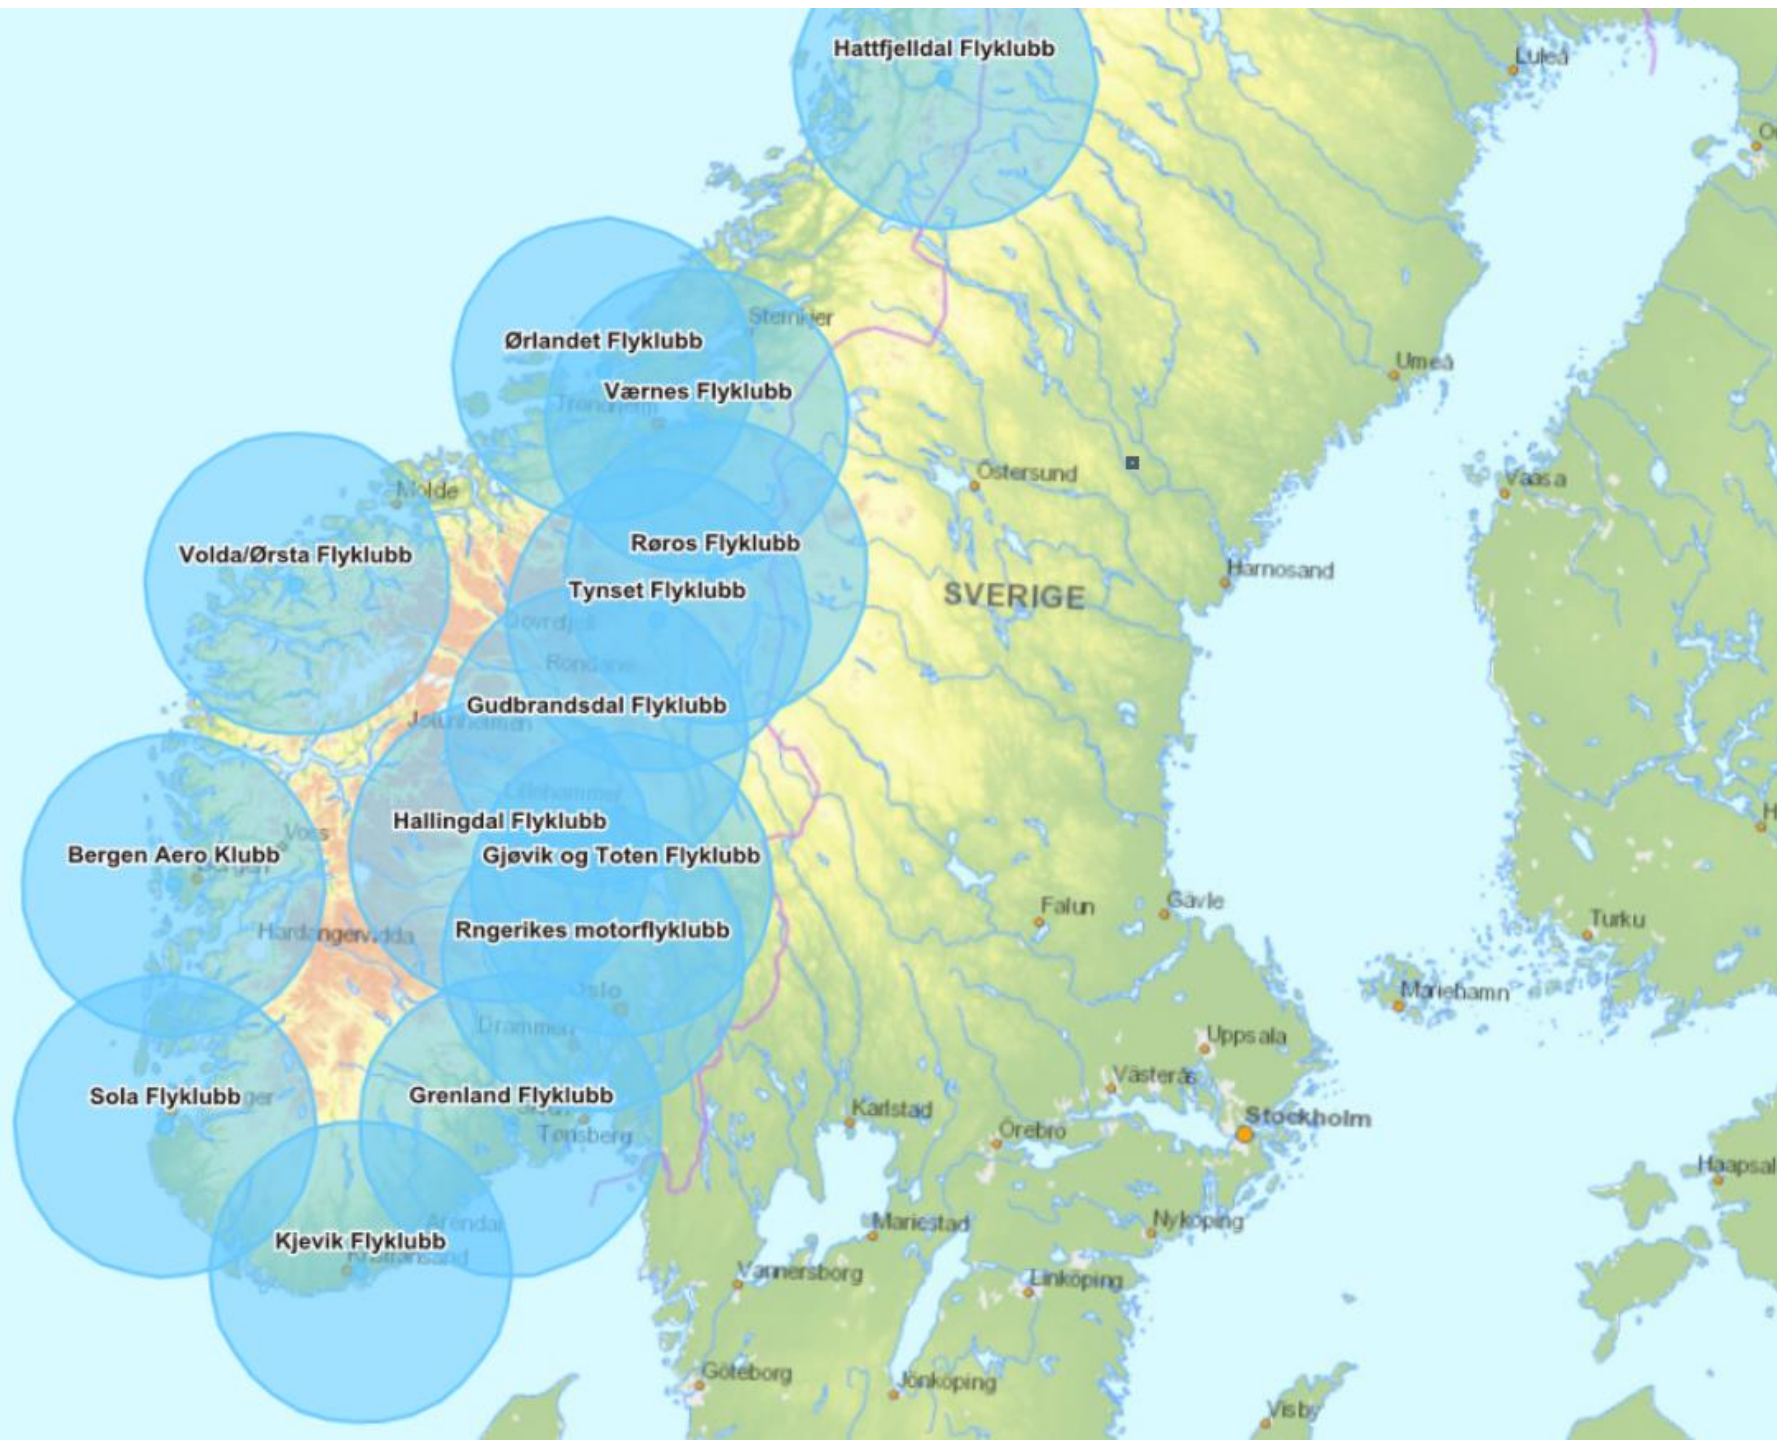 Hattfjelldal Flyklubb
Luleå
Steinkjer
Ørlandet Flyklubb
Umeå
Værnes Flyklubb
Trondheim
Östersund
Molde
Vaasa
Røros Flyklubb
Volda/Ørsta Flyklubb
Harnosand
Tynset Flyklubb
SVERIGE
Dovrefjell
Rondane
Gudbrandsdal Flyklubb
Jotunheimen
Lillehammer
Hallingdal Flyklubb
Voss
Bergen Aero Klubb
Bergen
Gjøvik og Toten Flyklubb
Falun
Gävle
Turku
Hardangervidda
Rngerikes motorflyklubb
Oslo
Mariehamn
Drammen
Uppsala
Västerås
Sola Flyklubb
Grenland Flyklubb
Karlstad
Stockholm
Tønsberg
Örebro
Haapsal
Arendal
Mariestad
Nyköping
Kjevik Flyklubb
Kristiansand
Vannersborg
Linköping
Göteborg
Jönköping
Visby